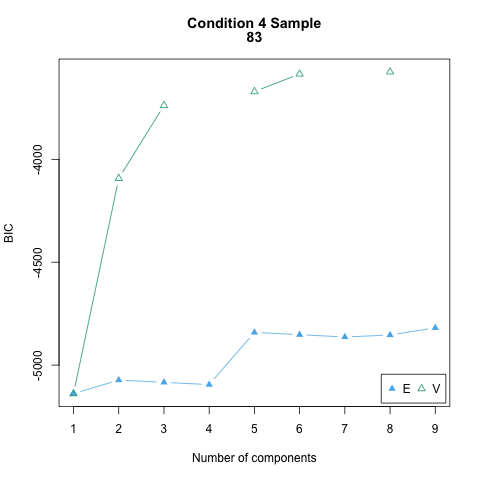 Condition 4 Sample
83
BIC
-4000
-4500
-5000
E V
1 2 3 4 5 6 7 8 9
Number of components